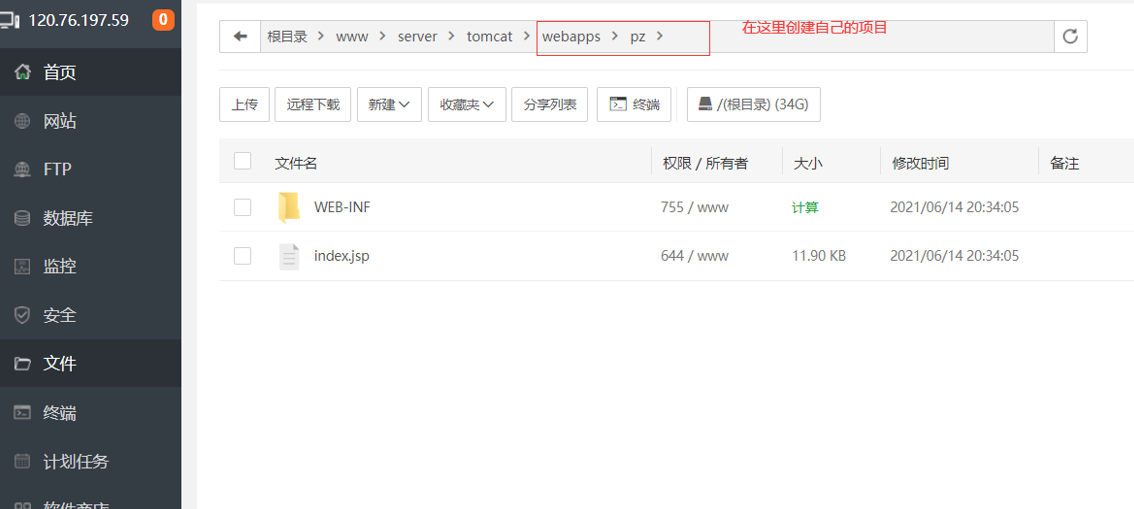 120.76.197.59 0
首页
网站
FTP
数据库
监控
安全
文件
终端
计划任务
软件商店
根目录 > www > server > tomcat > webapps > pz >
在这里创建自己的项目
上传 远程下载 新建 收藏夹 分享列表 终端 /(根目录) (34G)
文件名 权限 / 所有者 大小 修改时间 备注
WEB-INF 755 / www 计算 2021/06/14 20:34:05
index.jsp 644 / www 11.90 KB 2021/06/14 20:34:05